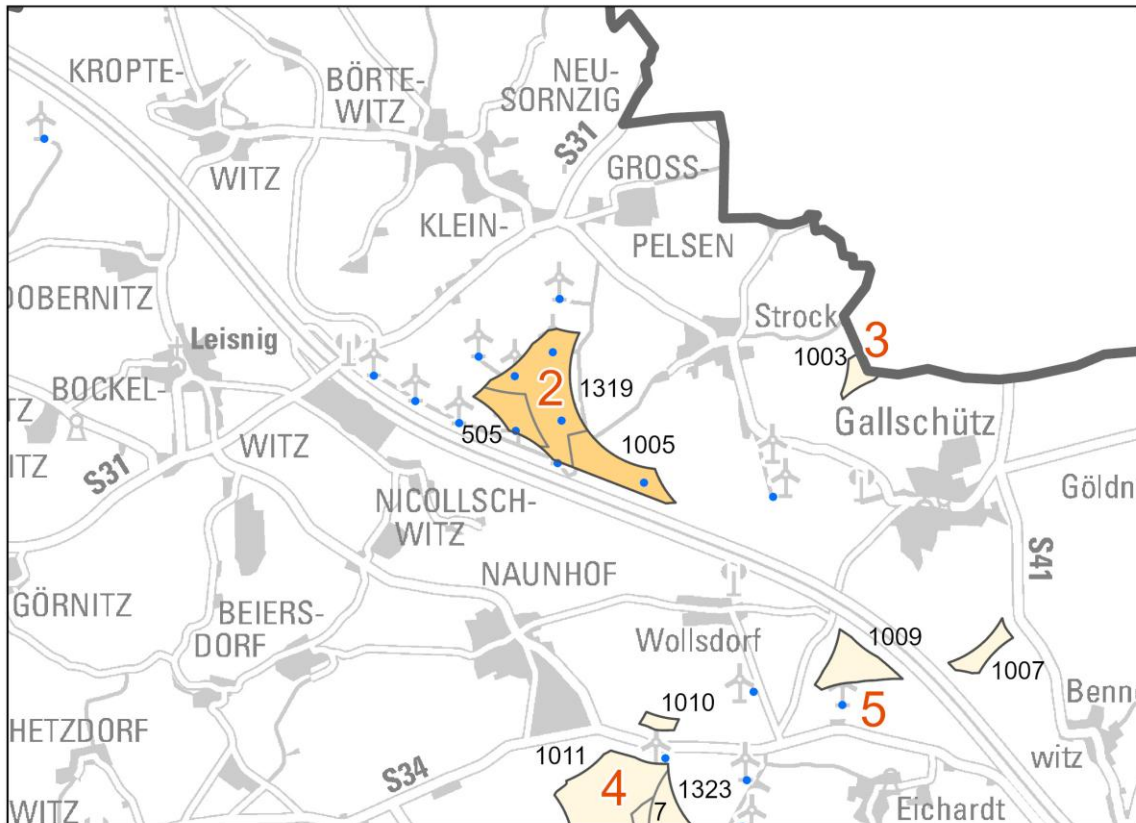 KROPTE-
WITZ
BÖRTE-
WITZ
NEU-
SORNZIG
S31
GROSS-
KLEIN-
PELSEN
DOBERNITZ
Leisnig
BOCKEL-
WITZ
Strock
1003
3
2
1319
505
1005
Gallschütz
TZ
ITZ
S31
NICOLLSCH-
WITZ
Göldn
S41
NAUNHOF
GÖRNITZ
BEIERS-
DORF
Wollsdorf
1009
1007
5
1010
Benne
witz
HETZDORF
WITZ
S34
1011
4
1323
7
Eichardt